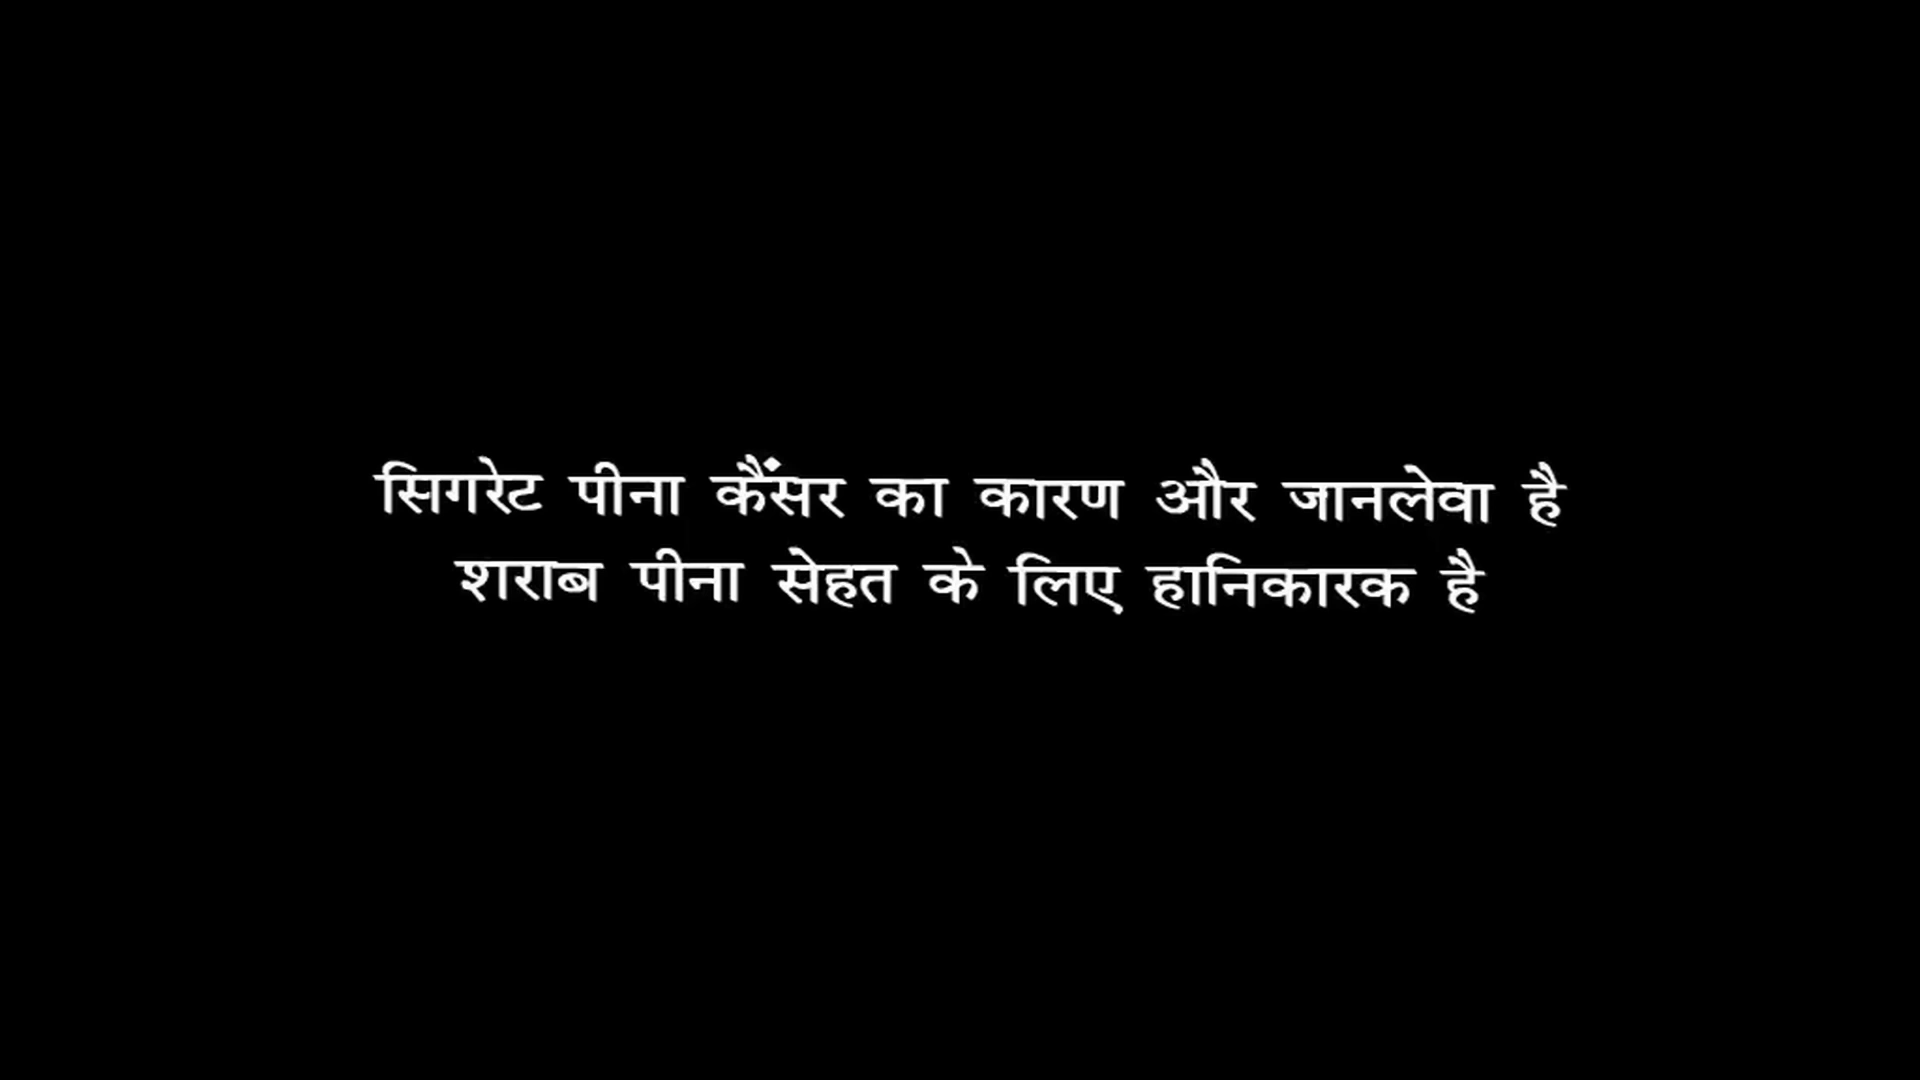 सिगरेट पीना कैंसर का कारण और जानलेवा है
शराब पीना सेहत के लिए हानिकारक है